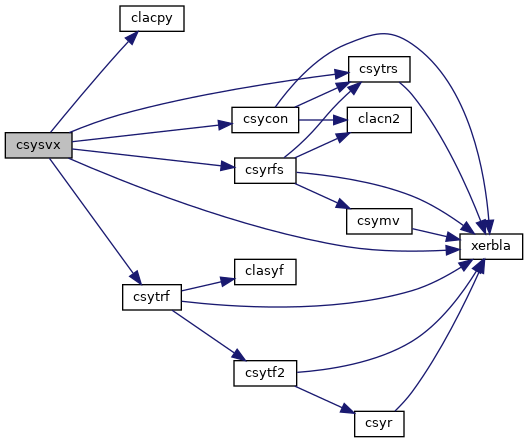 clacpy
csytrs
csycon
clacn2
csysvx
csyrfs
csymv
xerbla
clasyf
csytrf
csytf2
csyr